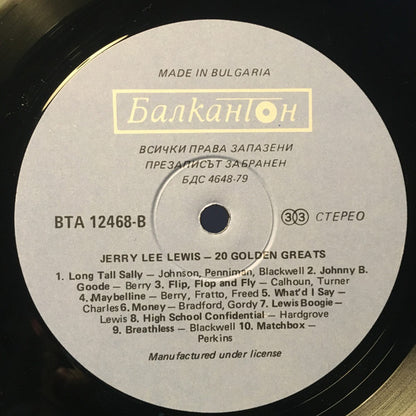 MADE IN BULGARIA
Балкантон
ВСИЧКИ ПРАВА ЗАПАЗЕНИ
ПРЕЗАПИСЪТ ЗАБРАНЕН
БДС 4648-79
ВТА 12468-В
33 СТЕРЕО
JERRY LEE LEWIS — 20 GOLDEN GREATS
1. Long Tall Sally — Johnson, Penniman, Blackwell 2. Johnny B.
Goode — Berry 3. Flip, Flop and Fly — Calhoun, Turner
4. Maybelline — Berry, Fratto, Freed 5. What'd I Say —
Charles 6. Money — Bradford, Gordy 7. Lewis Boogie —
Lewis 8. High School Confidential — Hardgrove
9. Breathless — Blackwell 10. Matchbox —
Perkins
Manufactured under license